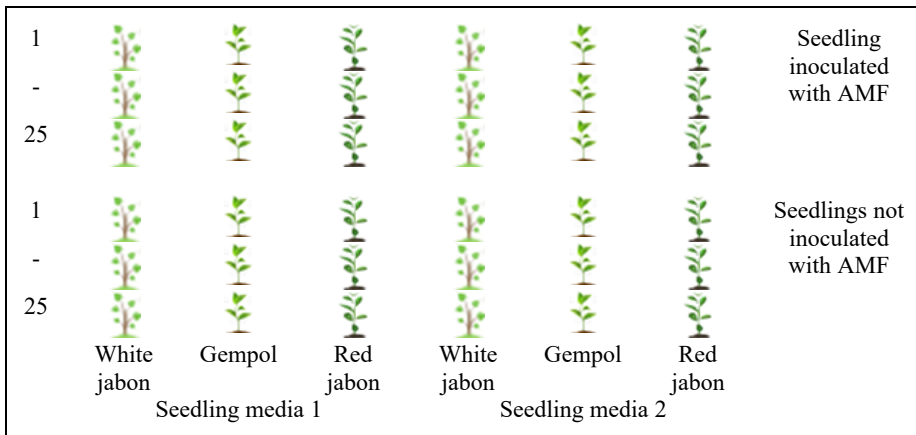 1
-
25
Seedling
inoculated
with AMF
1
-
25
Seedlings not
inoculated
with AMF
White
jabon
Gempol
Red
jabon
White
jabon
Gempol
Red
jabon
Seedling media 1
Seedling media 2